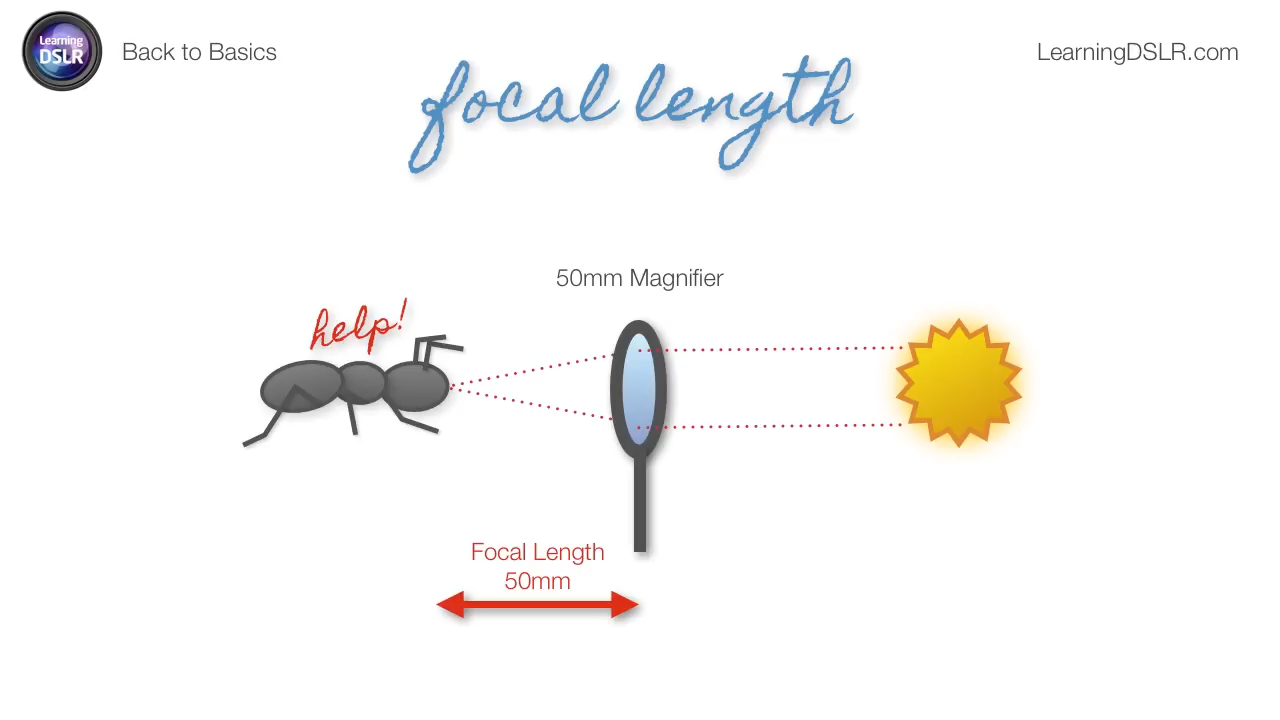 Learning
DSLR
Back to Basics
LearningDSLR.com
focal length
50mm Magnifier
help!
Focal Length
50mm